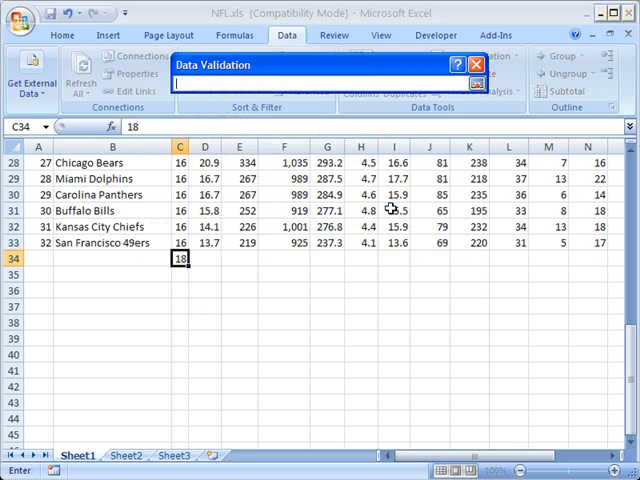 NFL.xls [Compatibility Mode] - Microsoft Excel
Home Insert Page Layout Formulas Data Review View Developer Add-Ins
Data Validation
?
Get External Data
Refresh All
Connections
Properties
Edit Links
Connections
Sort & Filter
Columns Duplicates
Data Tools
Group
Ungroup
Subtotal
Outline
C34 fx 18
A B C D E F G H I J K L M N
28 27 Chicago Bears 16 20.9 334 1,035 293.2 4.5 16.6 81 238 34 7 16
29 28 Miami Dolphins 16 16.7 267 989 287.5 4.7 17.7 81 218 37 13 22
30 29 Carolina Panthers 16 16.7 267 989 284.9 4.6 15.9 85 235 36 6 14
31 30 Buffalo Bills 16 15.8 252 919 277.1 4.8 5.5 65 195 33 8 18
32 31 Kansas City Chiefs 16 14.1 226 1,001 276.8 4.4 15.9 79 232 34 13 18
33 32 San Francisco 49ers 16 13.7 219 925 237.3 4.1 13.6 69 220 31 5 17
34 18
35
36
37
38
39
40
41
42
43
44
45
Sheet1 Sheet2 Sheet3
Enter 100%